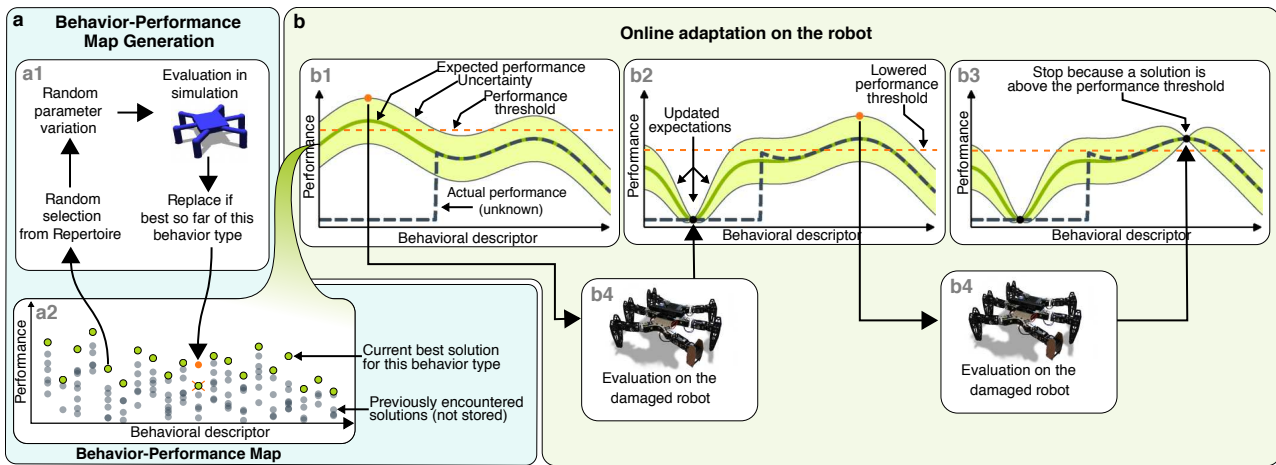 a
Behavior-Performance
Map Generation
a1
Random
parameter
variation
Evaluation in
simulation
Random
selection
from Repertoire
Replace if
best so far of this
behavior type
a2
Performance
Current best solution
for this behavior type
Previously encountered
solutions (not stored)
Behavioral descriptor
Behavior-Performance Map
b
Online adaptation on the robot
b1
Expected performance
Uncertainty
Performance
threshold
Performance
Actual performance
(unknown)
Behavioral descriptor
b2
Lowered
performance
threshold
Updated
expectations
Performance
Behavioral descriptor
b3
Stop because a solution is
above the performance threshold
Performance
Behavioral descriptor
b4
Evaluation on the
damaged robot
b4
Evaluation on the
damaged robot